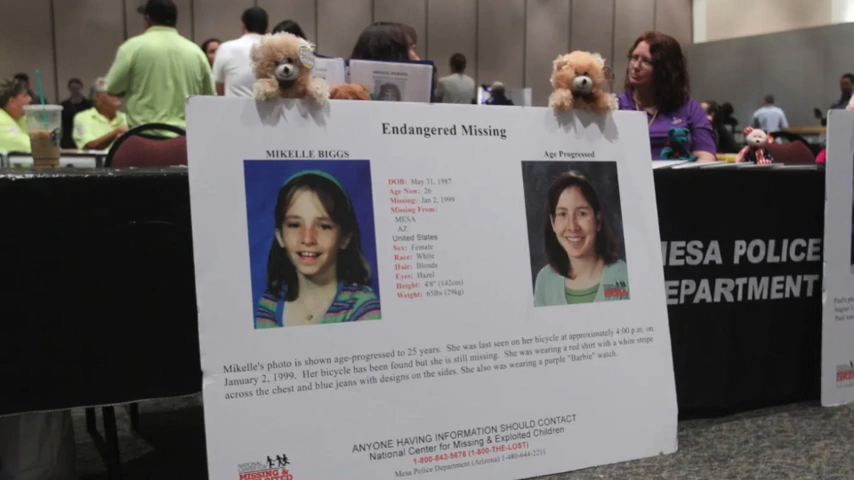 Endangered Missing
MIKELLE BIGGS
Age Progressed
DOB: May 31, 1987
Age Now: 26
Missing: Jan 2, 1999
Missing From:
MESA
AZ
United States
Sex: Female
Race: White
Hair: Blonde
Eyes: Hazel
Height: 4'8" (142cm)
Weight: 65lbs (29kg)
Mikelle's photo is shown age-progressed to 25 years. She was last seen on her bicycle at approximately 4:00 p.m. on
January 2, 1999. Her bicycle has been found but she is still missing. She was wearing a red shirt with a white stripe
across the chest and blue jeans with designs on the sides. She also was wearing a purple "Barbie" watch.
ANYONE HAVING INFORMATION SHOULD CONTACT
National Center for Missing & Exploited Children
1-800-843-5678 (1-800-THE-LOST)
Mesa Police Department (Arizona) 1-480-644-2211
MISSING &
MESA POLICE
EPARTMENT